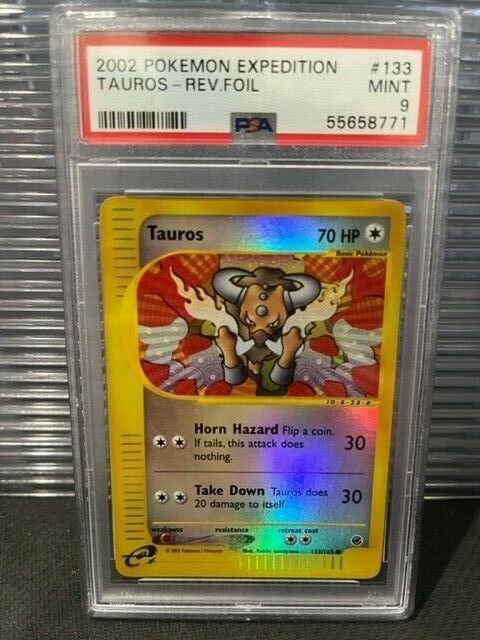 2002 POKEMON EXPEDITION #133
TAUROS - REV.FOIL MINT
9
PSA 55658771
Tauros 70 HP
Basic Pokémon
Horn Hazard Flip a coin.
If tails, this attack does
nothing.
30
Take Down Tauros does
20 damage to itself.
30
weakness resistance retreat cost
e
133/165